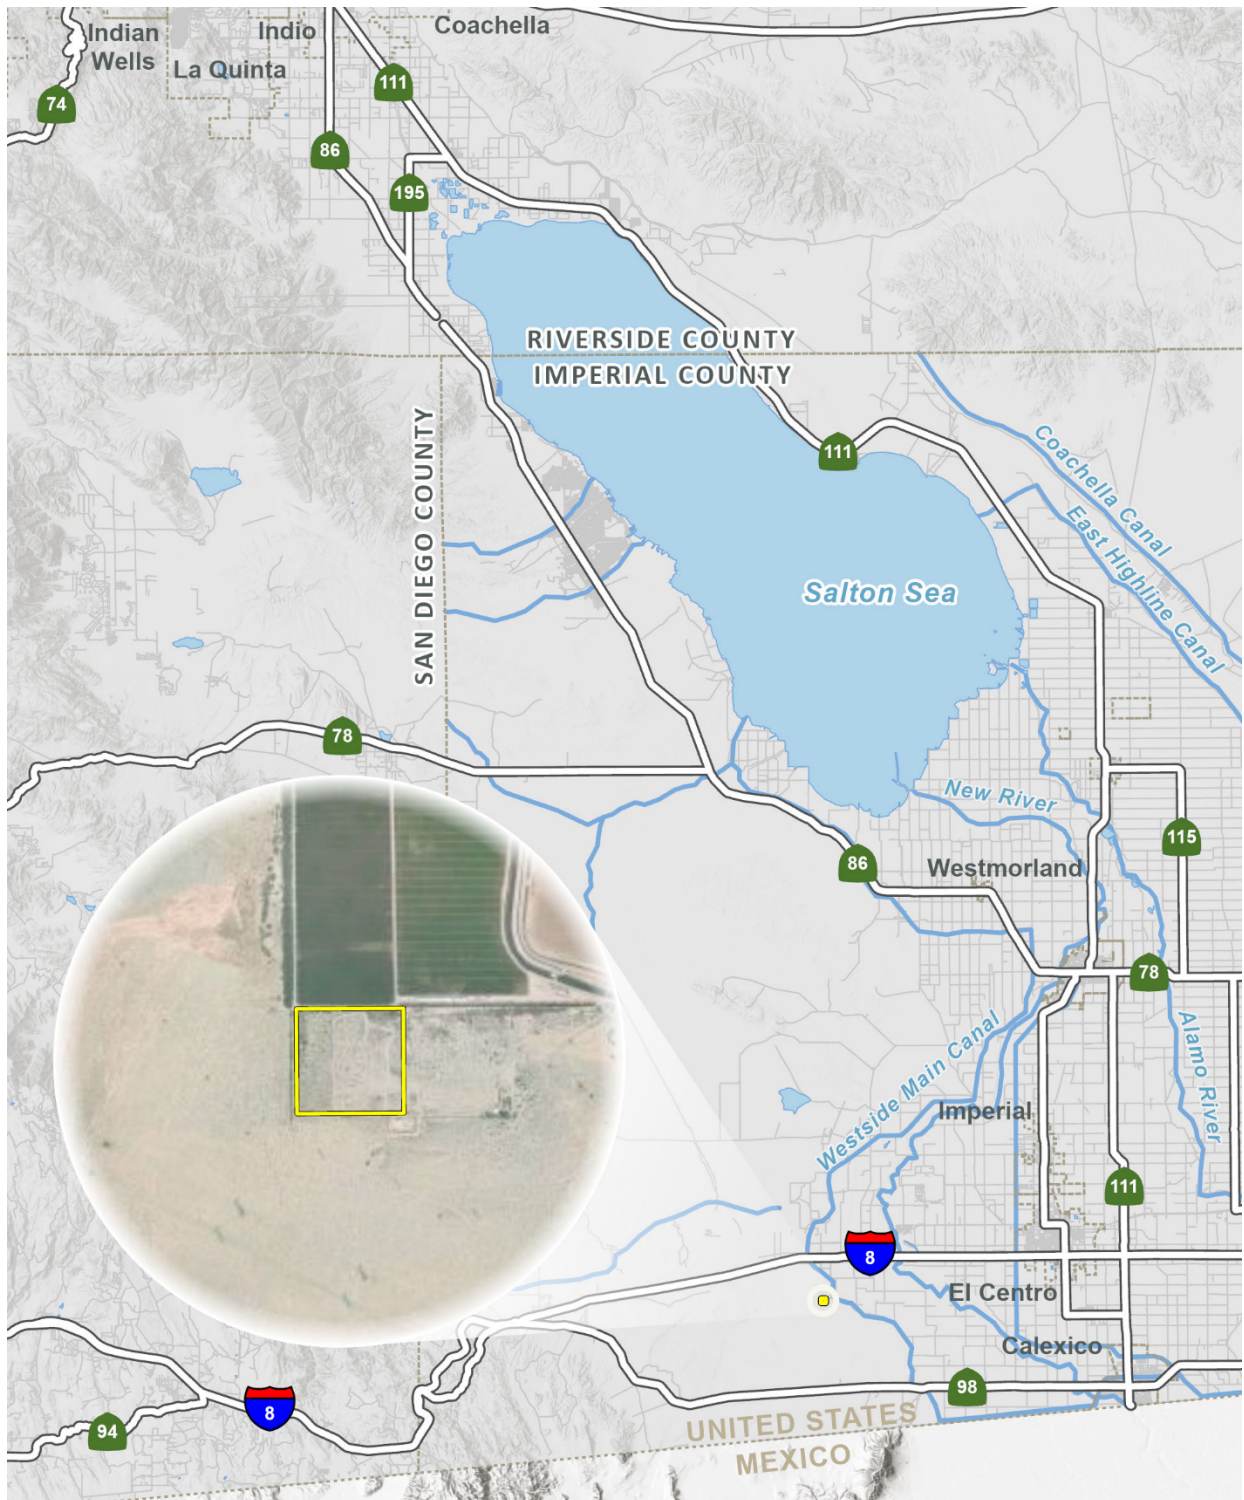 Indian
Wells
Indio
Coachella
La Quinta
74
111
86
195
RIVERSIDE COUNTY
IMPERIAL COUNTY
SAN DIEGO COUNTY
111
Coachella Canal
East Highline Canal
Salton Sea
78
New River
115
86
Westmorland
78
Westside Main Canal
Alamo River
Imperial
111
8
El Centro
Calexico
98
8
94
UNITED STATES
MEXICO